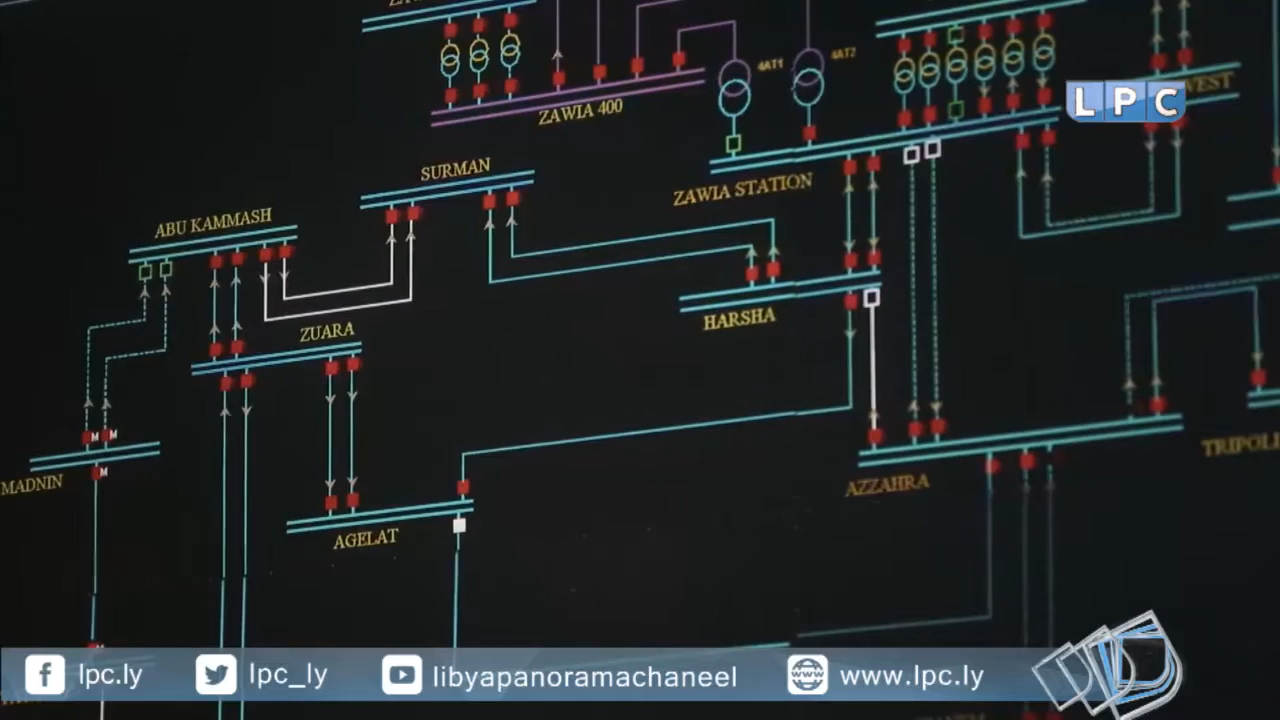 ZAWIA 400
4AT1
4AT2
LPC
SURMAN
ZAWIA STATION
ABU KAMMASH
ZUARA
HARSHA
M M
M
MADNIN
AGELAT
AZZAHRA
lpc.ly
lpc_ly
libyapanoramachaneel
www
www.lpc.ly